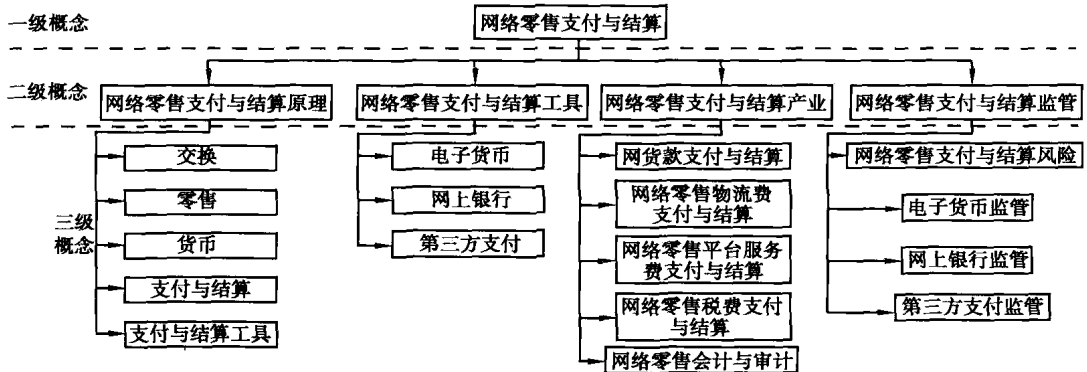 一级概念
网络零售支付与结算
二级概念
网络零售支付与结算原理
网络零售支付与结算工具
网络零售支付与结算产业
网络零售支付与结算监管
三级
概念
交换
零售
货币
支付与结算
支付与结算工具
电子货币
网上银行
第三方支付
网货款支付与结算
网络零售物流费
支付与结算
网络零售平台服务
费支付与结算
网络零售税费支付
与结算
网络零售会计与审计
网络零售支付与结算风险
电子货币监管
网上银行监管
第三方支付监管